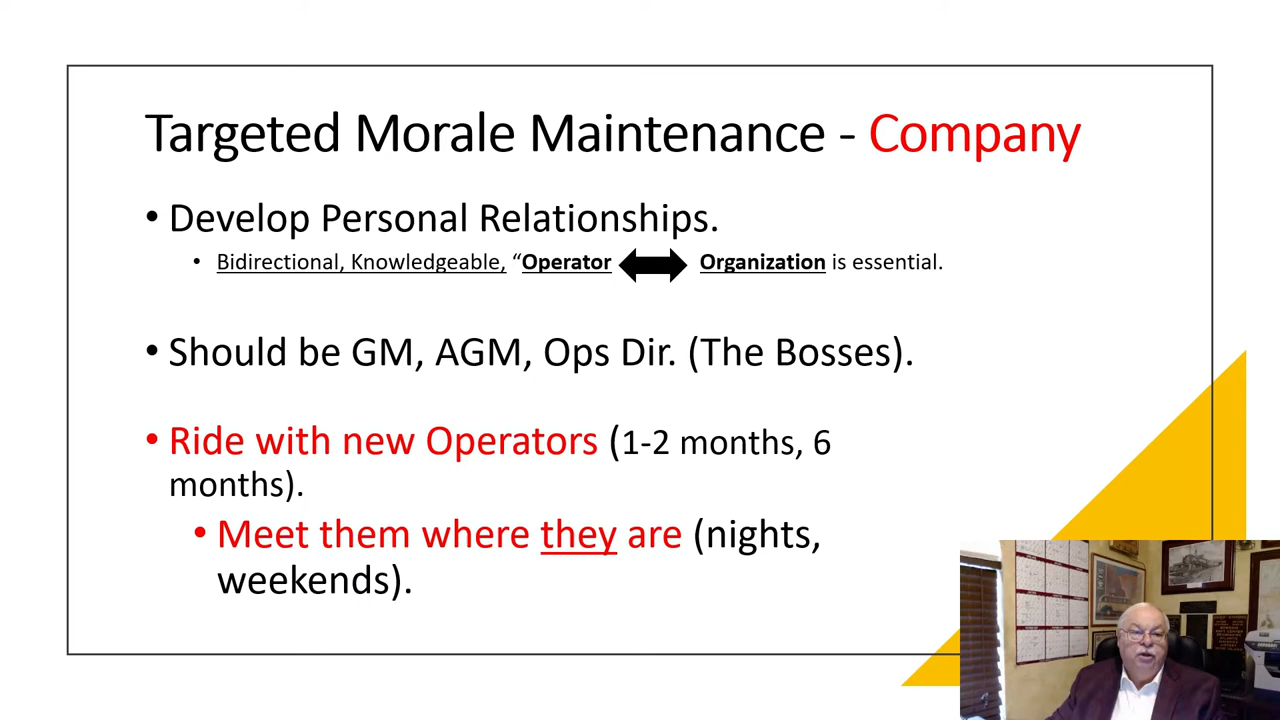 Targeted Morale Maintenance - Company
• Develop Personal Relationships.
• Bidirectional, Knowledgeable, “Operator Organization is essential.
• Should be GM, AGM, Ops Dir. (The Bosses).
• Ride with new Operators (1-2 months, 6
months).
• Meet them where they are (nights,
weekends).